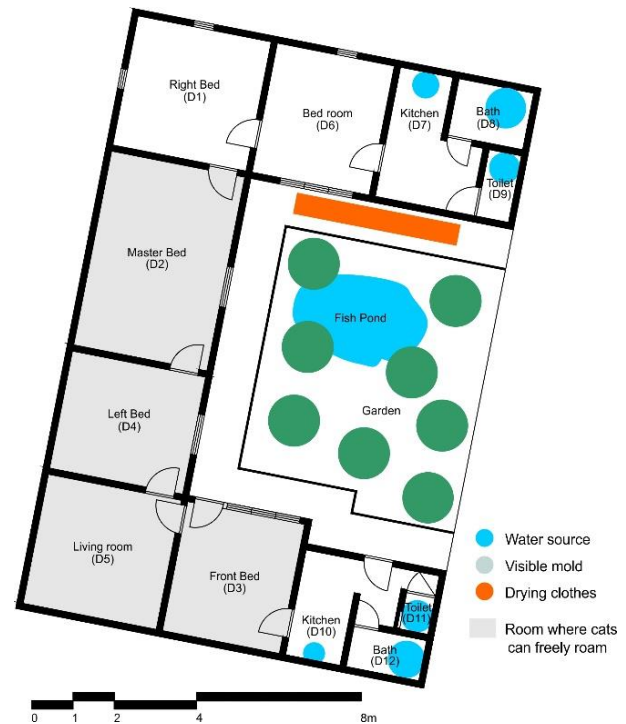 Right Bed
(D1)
Bed room
(D6)
Kitchen
(D7)
Bath
(D8)
Toilet
(D9)
Master Bed
(D2)
Fish Pond
Left Bed
(D4)
Garden
Living room
(D5)
Front Bed
(D3)
Kitchen
(D10)
Toilet
(D11)
Bath
(D12)
Water source
Visible mold
Drying clothes
Room where cats
can freely roam
0 1 2 4 8m